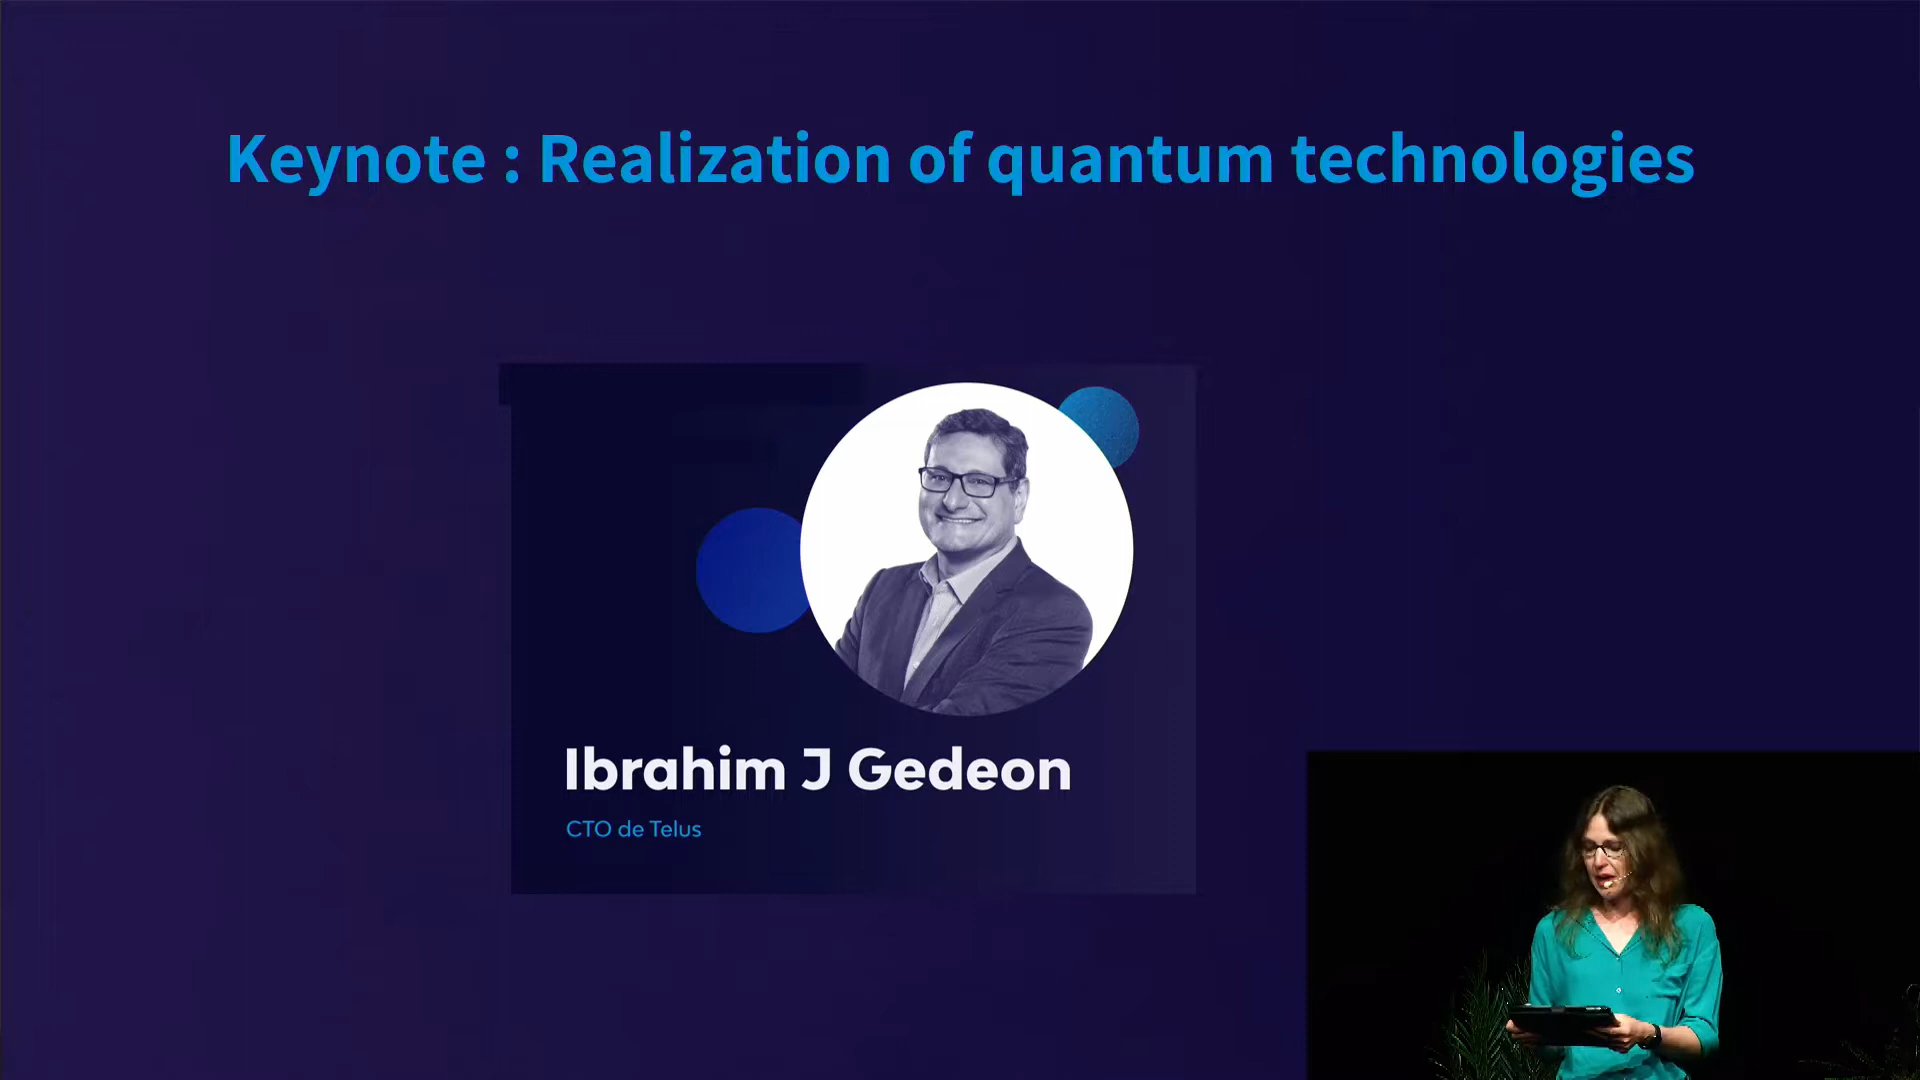 Keynote : Realization of quantum technologies
Ibrahim J Gedeon
CTO de Telus